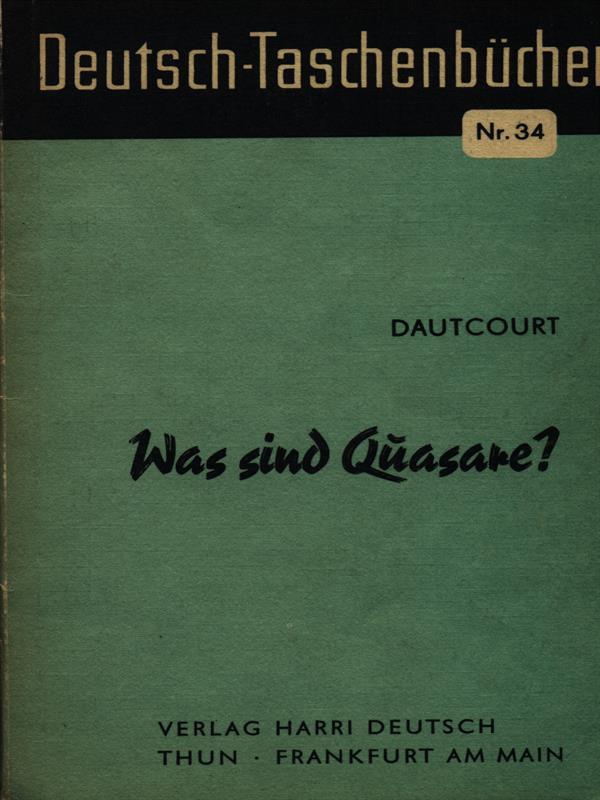 Deutsch-Taschenbücher
Nr. 34
DAUTCOURT
Was sind Quasare?
VERLAG HARRI DEUTSCH
THUN · FRANKFURT AM MAIN